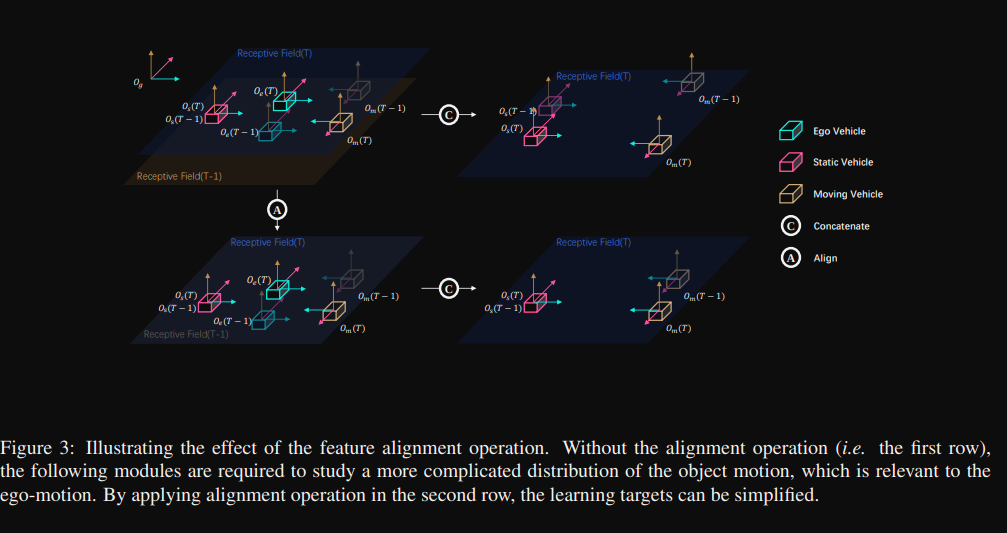 Receptive Field(T)
O_g
O_e(T)
O_s(T)
O_m(T − 1)
O_s(T − 1)
O_e(T − 1)
O_m(T)
Receptive Field(T-1)
C
Receptive Field(T)
O_m(T − 1)
O_s(T − 1)
O_s(T)
O_m(T)
A
Receptive Field(T)
O_e(T)
O_s(T)
O_m(T − 1)
O_s(T − 1)
O_e(T − 1)
O_m(T)
Receptive Field(T-1)
C
Receptive Field(T)
O_s(T)
O_m(T − 1)
O_s(T − 1)
O_m(T)
Ego Vehicle
Static Vehicle
Moving Vehicle
C Concatenate
A Align
Figure 3: Illustrating the effect of the feature alignment operation. Without the alignment operation (i.e. the first row),
the following modules are required to study a more complicated distribution of the object motion, which is relevant to the
ego-motion. By applying alignment operation in the second row, the learning targets can be simplified.